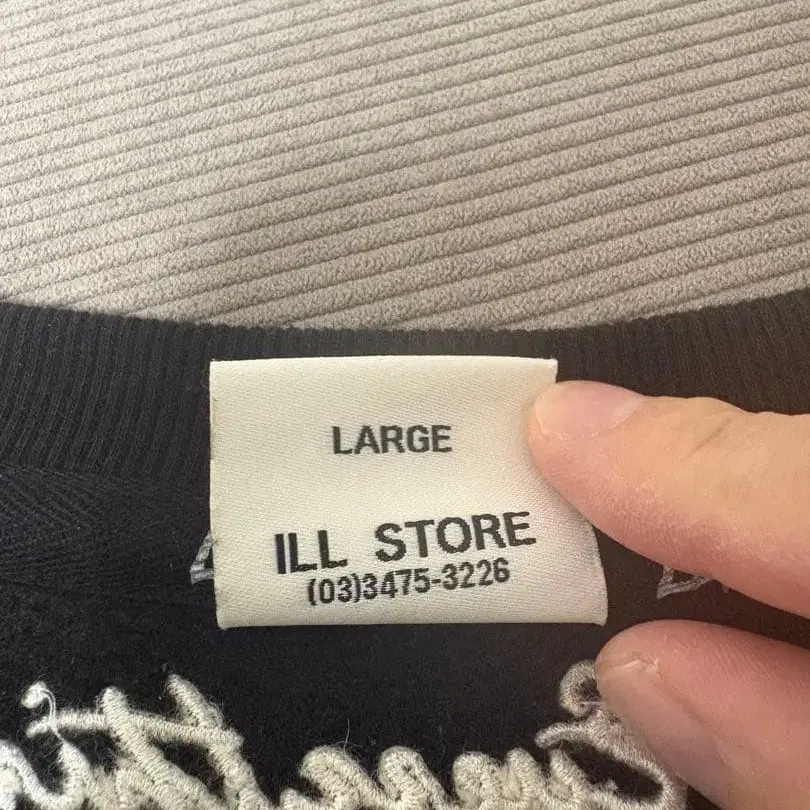 LARGE
ILL STORE
(03)3475-3226